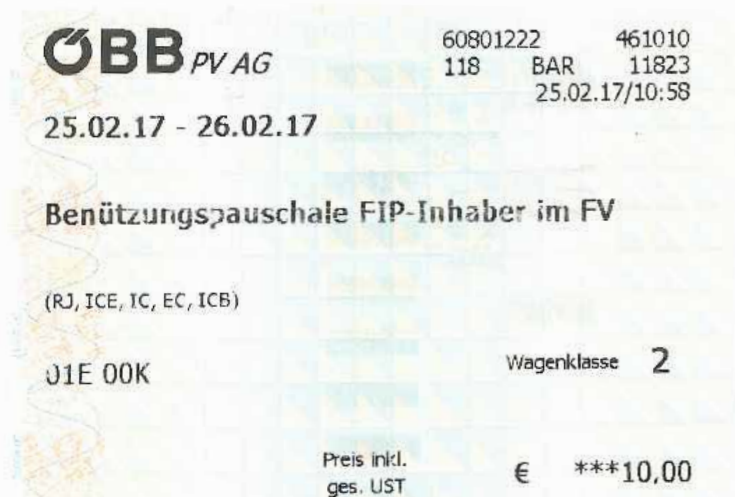 ÖBB PV AG
60801222 461010
118 BAR 11823
25.02.17/10:58
25.02.17 - 26.02.17
Benützungspauschale FIP-Inhaber im FV
(RJ, ICE, IC, EC, ICB)
01E 00K
Wagenklasse 2
Preis inkl.
ges. UST
€ ***10,00